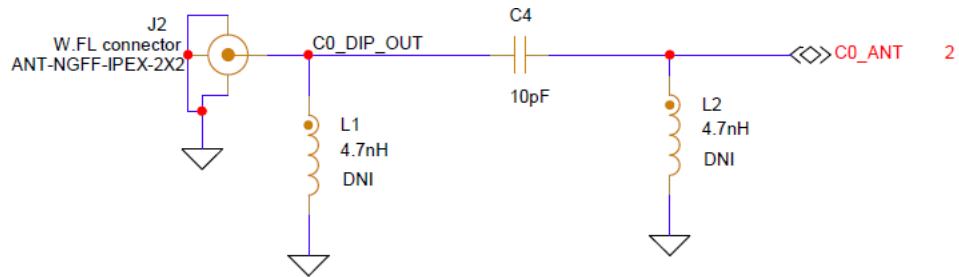 J2
W.FL connector
ANT-NGFF-IPEX-2X2
C0_DIP_OUT
C4
10pF
C0_ANT 2
L1
4.7nH
DNI
L2
4.7nH
DNI